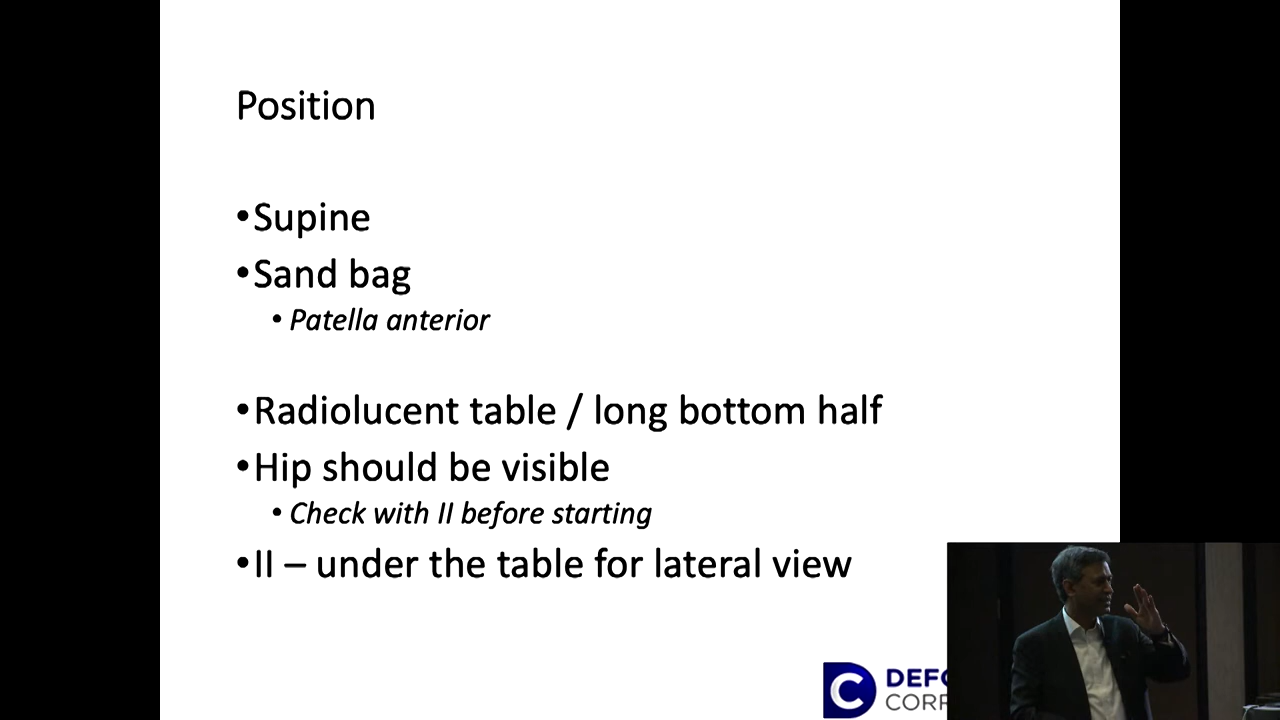 Position
•Supine
•Sand bag
• Patella anterior
•Radiolucent table / long bottom half
•Hip should be visible
• Check with II before starting
•II – under the table for lateral view
C